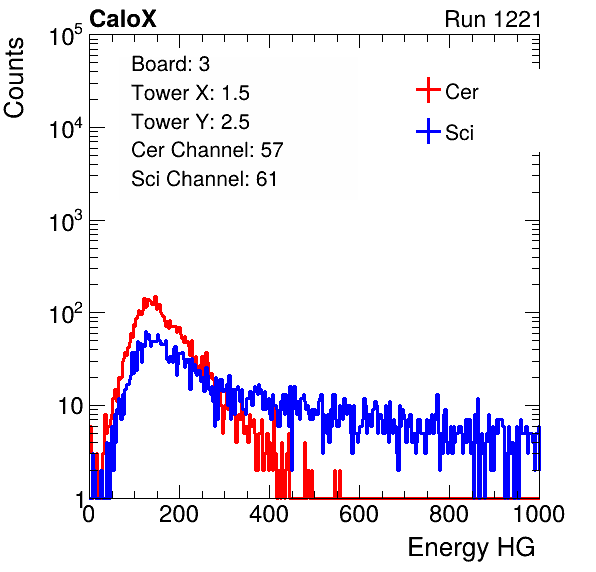 CaloX Run 1221
Counts
10^5
10^4
10^3
10^2
10
1
Board: 3
Tower X: 1.5
Tower Y: 2.5
Cer Channel: 57
Sci Channel: 61
Cer
Sci
0 200 400 600 800 1000
Energy HG